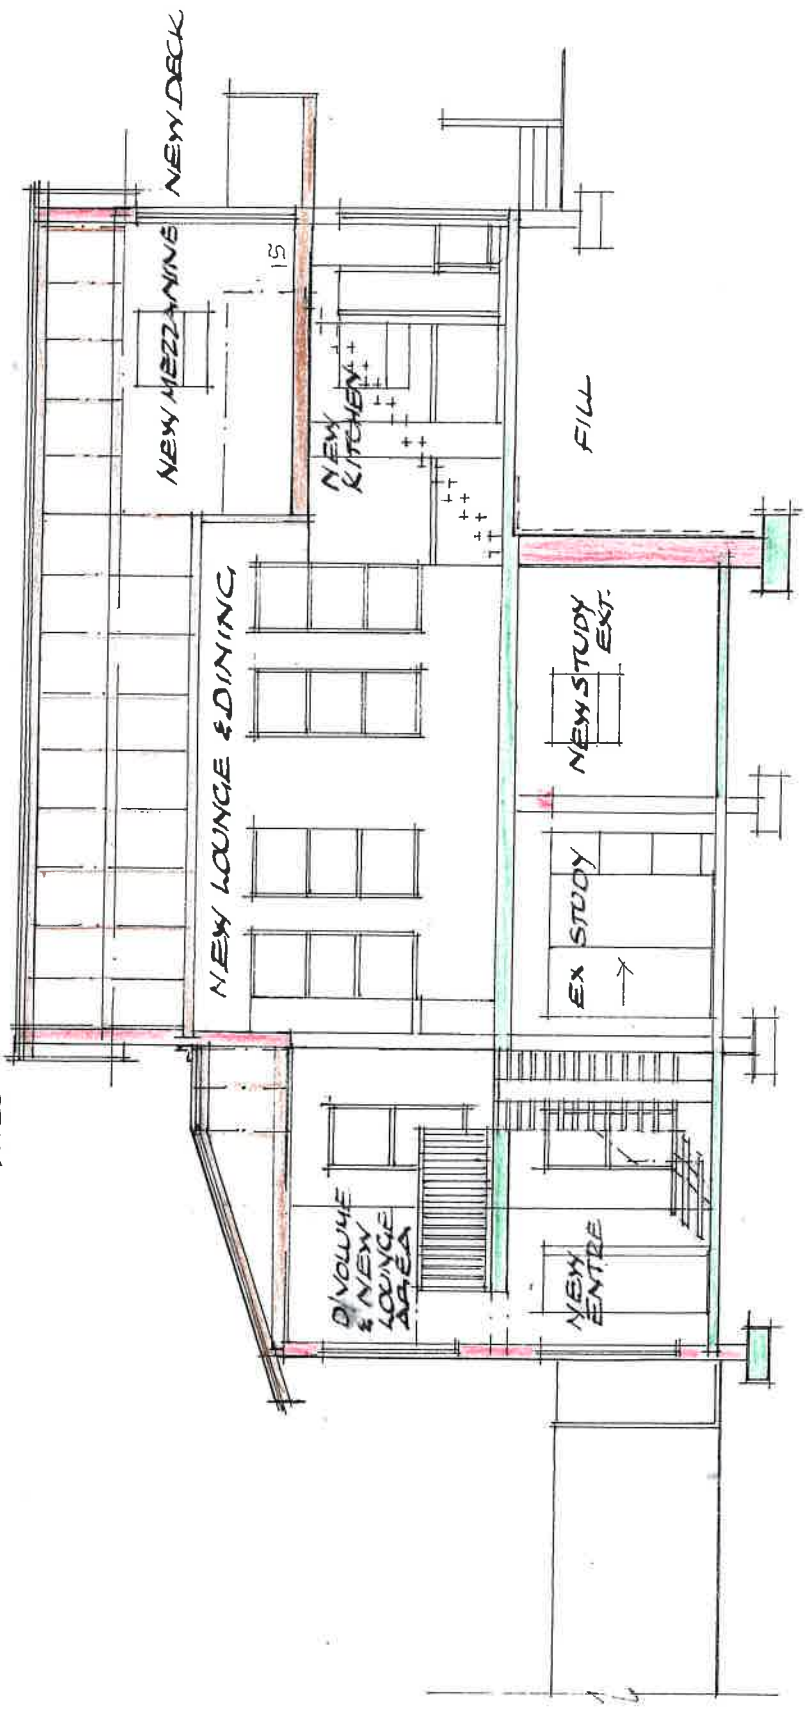 NEW DECK
NEW MEZZANINE
15
NEW LOUNGE & DINING
NEW
KITCHEN
FILL
NEW STUDY
EXT.
EX STUDY
D/VOLUME
& NEW
LOUNGE
AREA
NEW
ENTRE